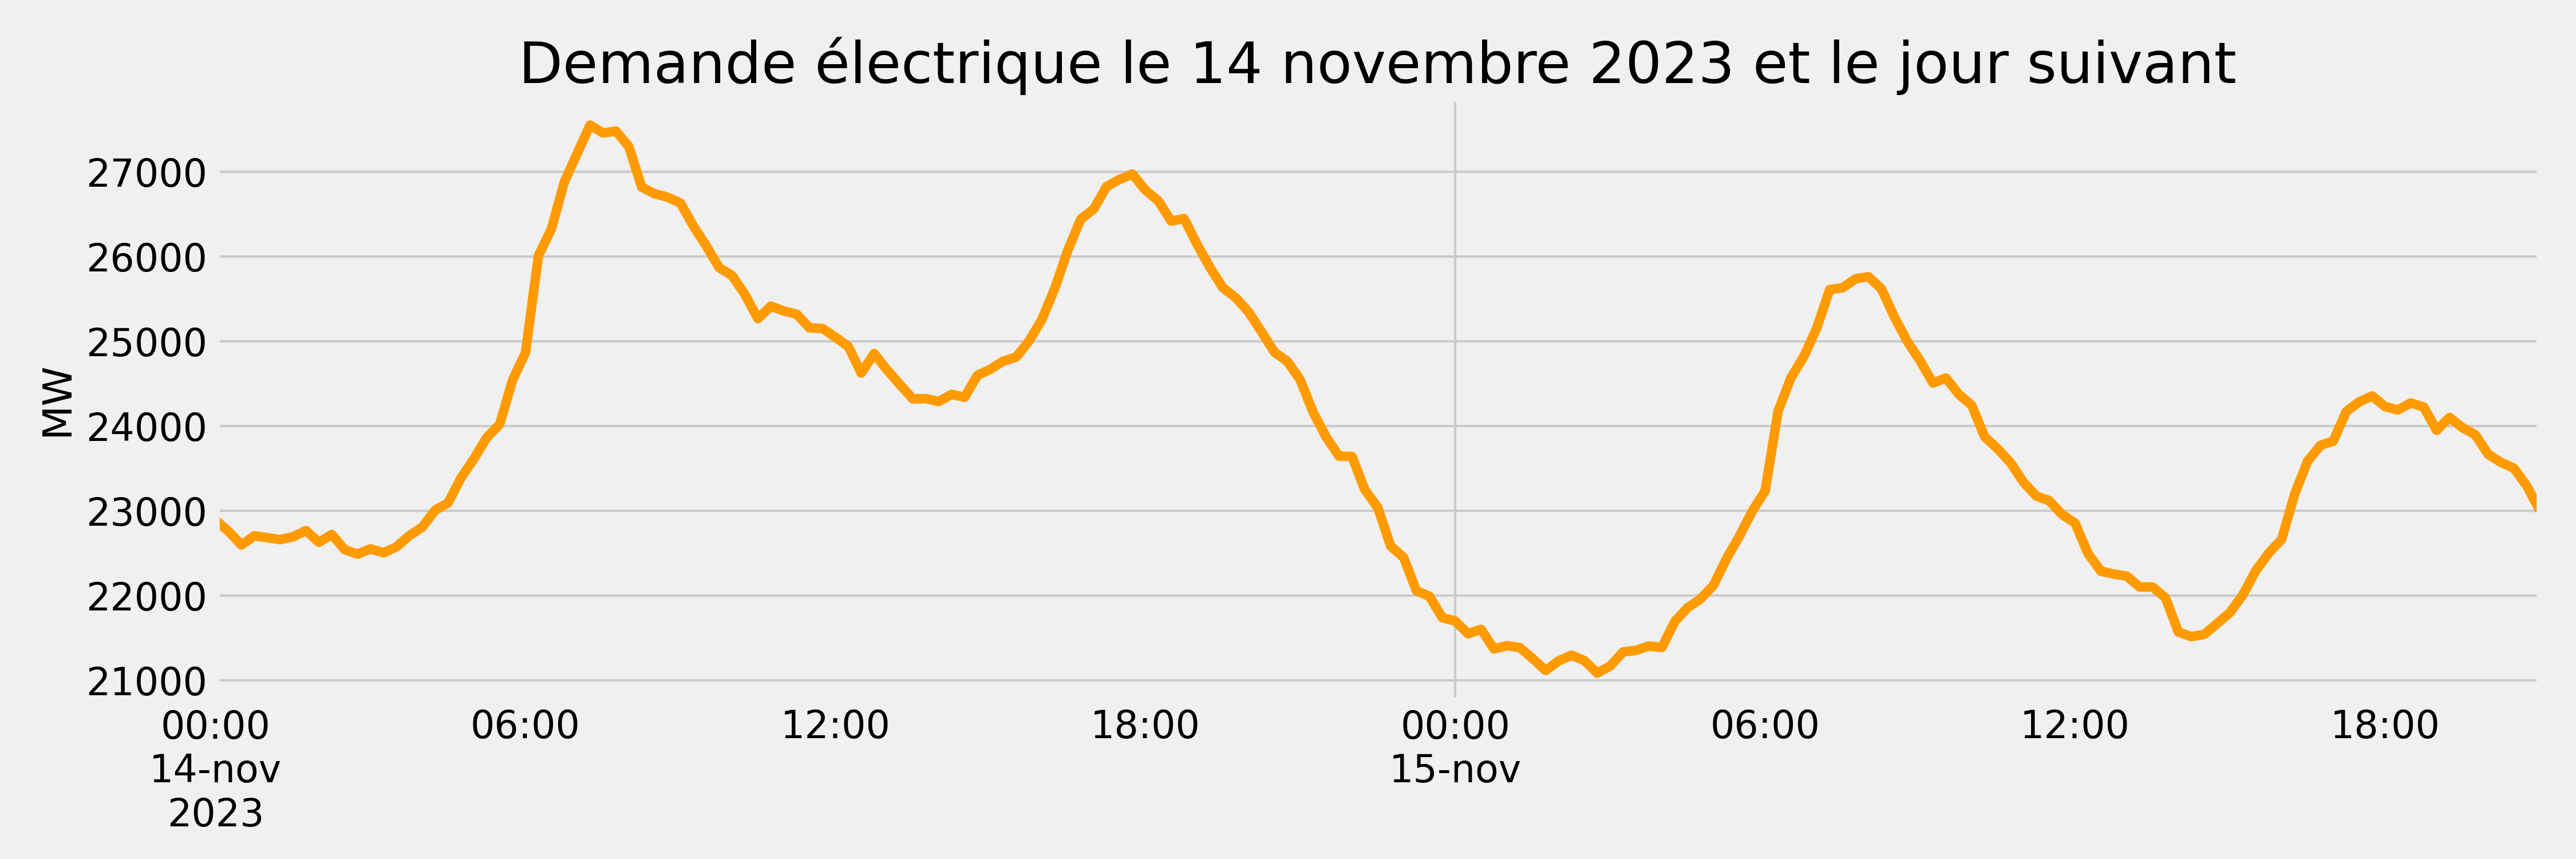 Demande électrique le 14 novembre 2023 et le jour suivant
27000
26000
25000
24000
23000
22000
21000
MW
00:00 06:00 12:00 18:00 00:00 06:00 12:00 18:00
14-nov 15-nov
2023